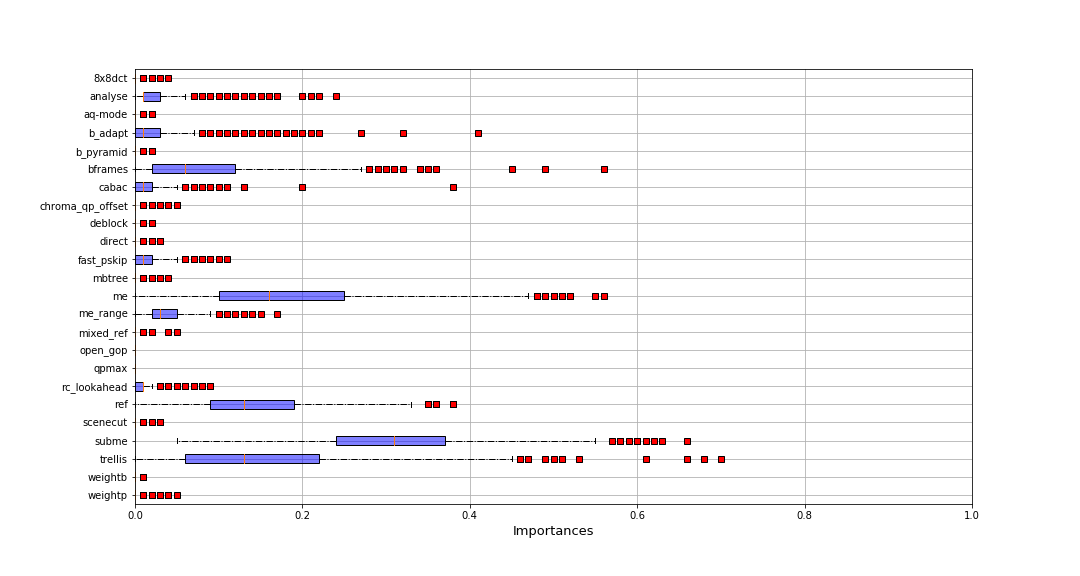 8x8dct
analyse
aq-mode
b_adapt
b_pyramid
bframes
cabac
chroma_qp_offset
deblock
direct
fast_pskip
mbtree
me
me_range
mixed_ref
open_gop
qpmax
rc_lookahead
ref
scenecut
subme
trellis
weightb
weightp
0.0 0.2 0.4 0.6 0.8 1.0
Importances